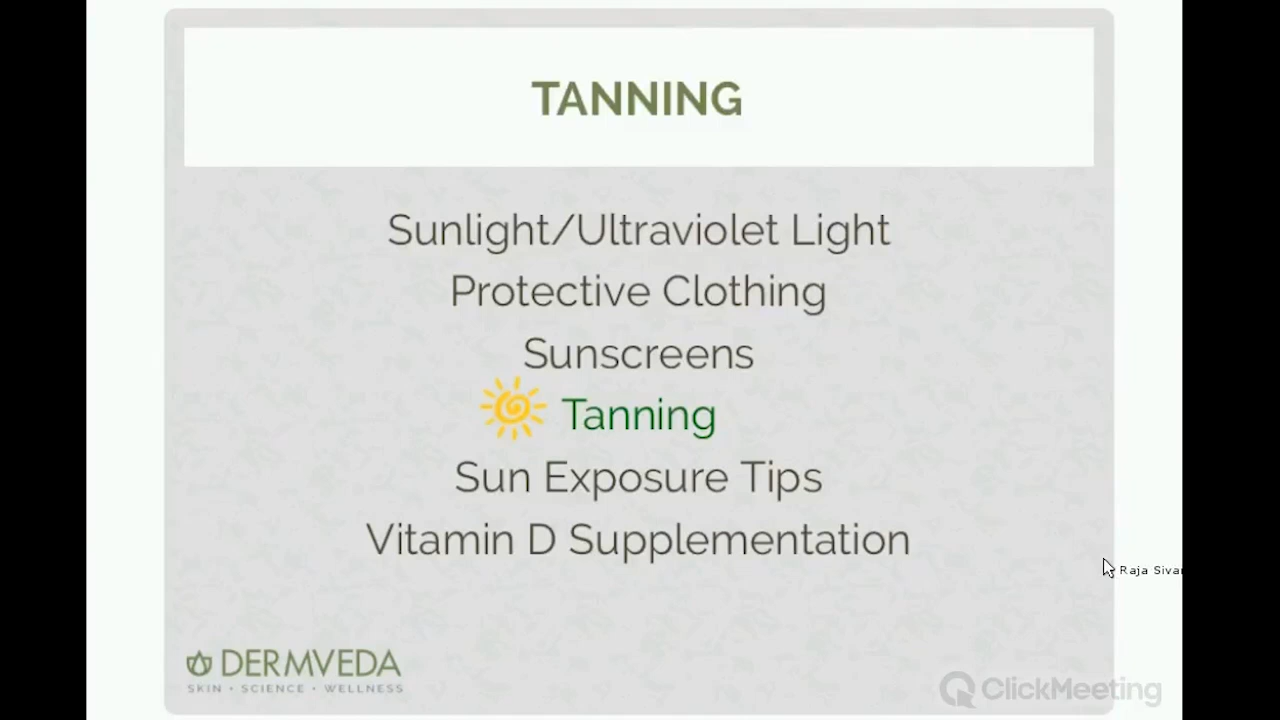 TANNING
Sunlight/Ultraviolet Light
Protective Clothing
Sunscreens
Tanning
Sun Exposure Tips
Vitamin D Supplementation
Raja
DERMVEDA
SKIN • SCIENCE • WELLNESS
ClickMeeting